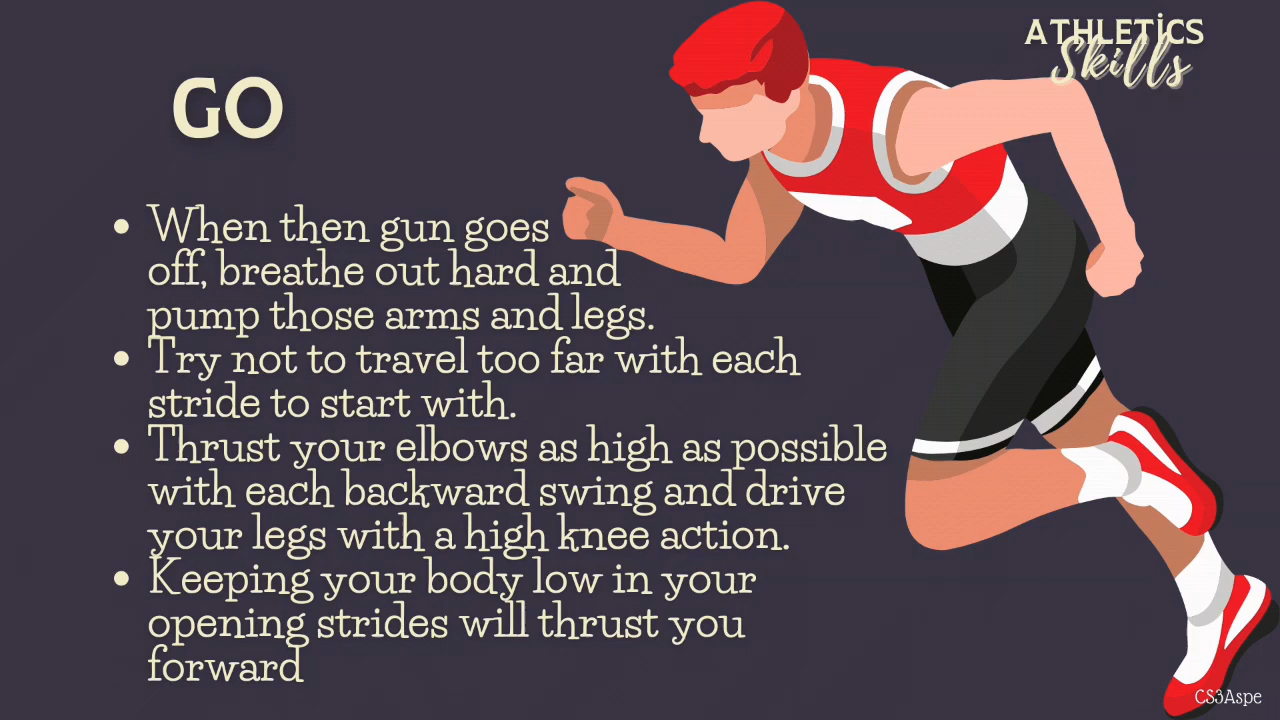 ATHLETİCS
Skills
GO
• When then gun goes
off, breathe out hard and
pump those arms and legs.
• Try not to travel too far with each
stride to start with.
• Thrust your elbows as high as possible
with each backward swing and drive
your legs with a high knee action.
• Keeping your body low in your
opening strides will thrust you
forward
CS3Aspe